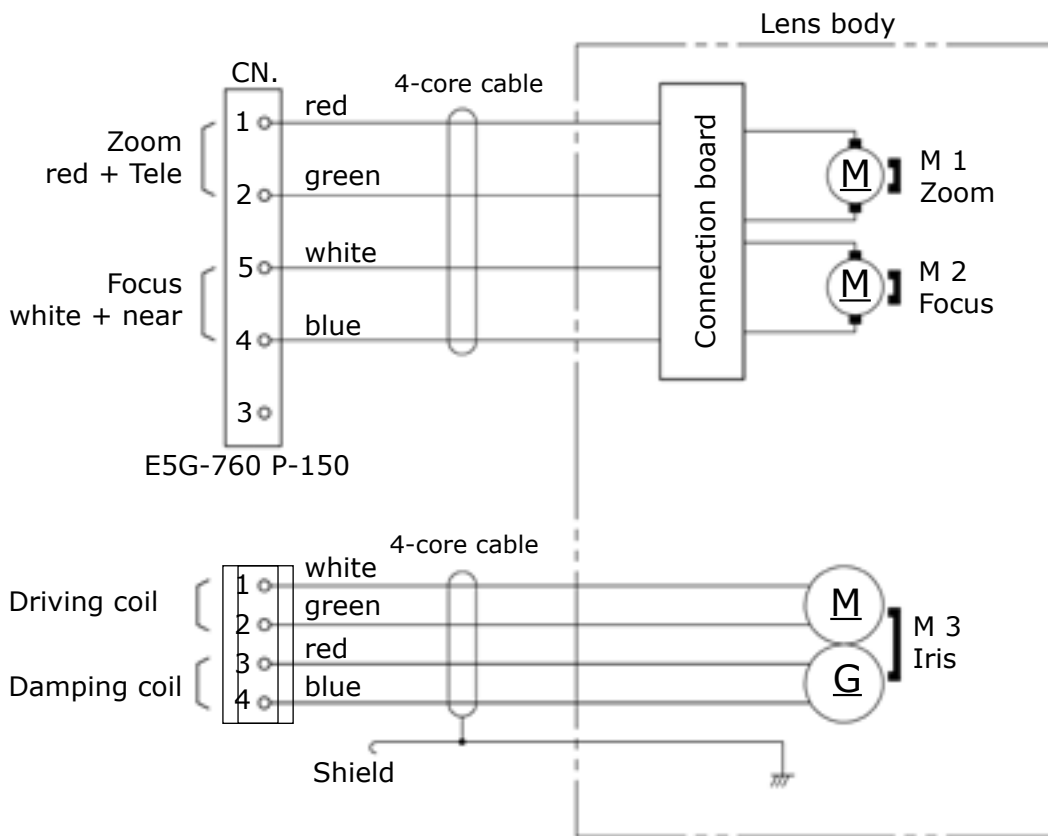 Lens body
CN.
4-core cable
Zoom
red + Tele
1
red
2
green
Focus
white + near
5
white
4
blue
3
E5G-760 P-150
Connection board
M
M 1
Zoom
M
M 2
Focus
4-core cable
Driving coil
1
white
2
green
Damping coil
3
red
4
blue
M
G
M 3
Iris
Shield